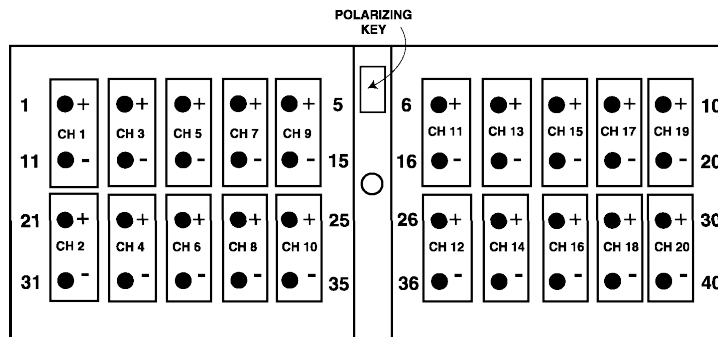 POLARIZING
KEY
1 + + + + + 5 6 + + + + + 10
CH 1 CH 3 CH 5 CH 7 CH 9 CH 11 CH 13 CH 15 CH 17 CH 19
11 - - - - - 15 16 - - - - - 20
21 + + + + + 25 26 + + + + + 30
CH 2 CH 4 CH 6 CH 8 CH 10 CH 12 CH 14 CH 16 CH 18 CH 20
31 - - - - - 35 36 - - - - - 40